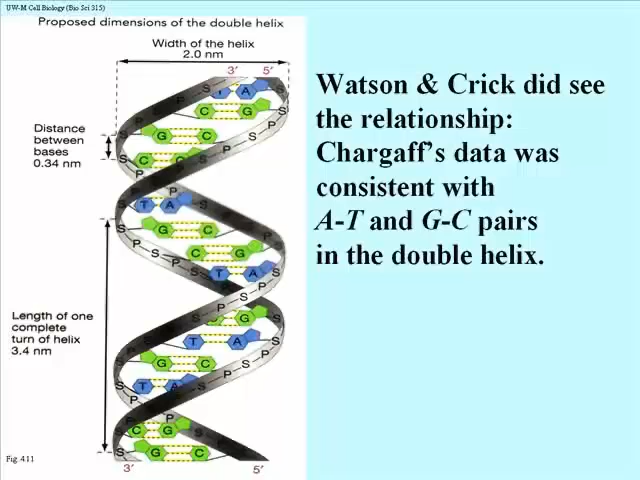 UW-M Cell Biology (Bio Sci 315)
Proposed dimensions of the double helix
Width of the helix
2.0 nm
3′ 5′
T A
C G
Distance
between
bases
0.34 nm
G C
C G
T A
G C
C G
T A
Length of one
complete
turn of helix
3.4 nm
G
T A
G C
T A
C G
G C
3′ 5′
Fig. 4.11
Watson & Crick did see
the relationship:
Chargaff's data was
consistent with
A-T and G-C pairs
in the double helix.